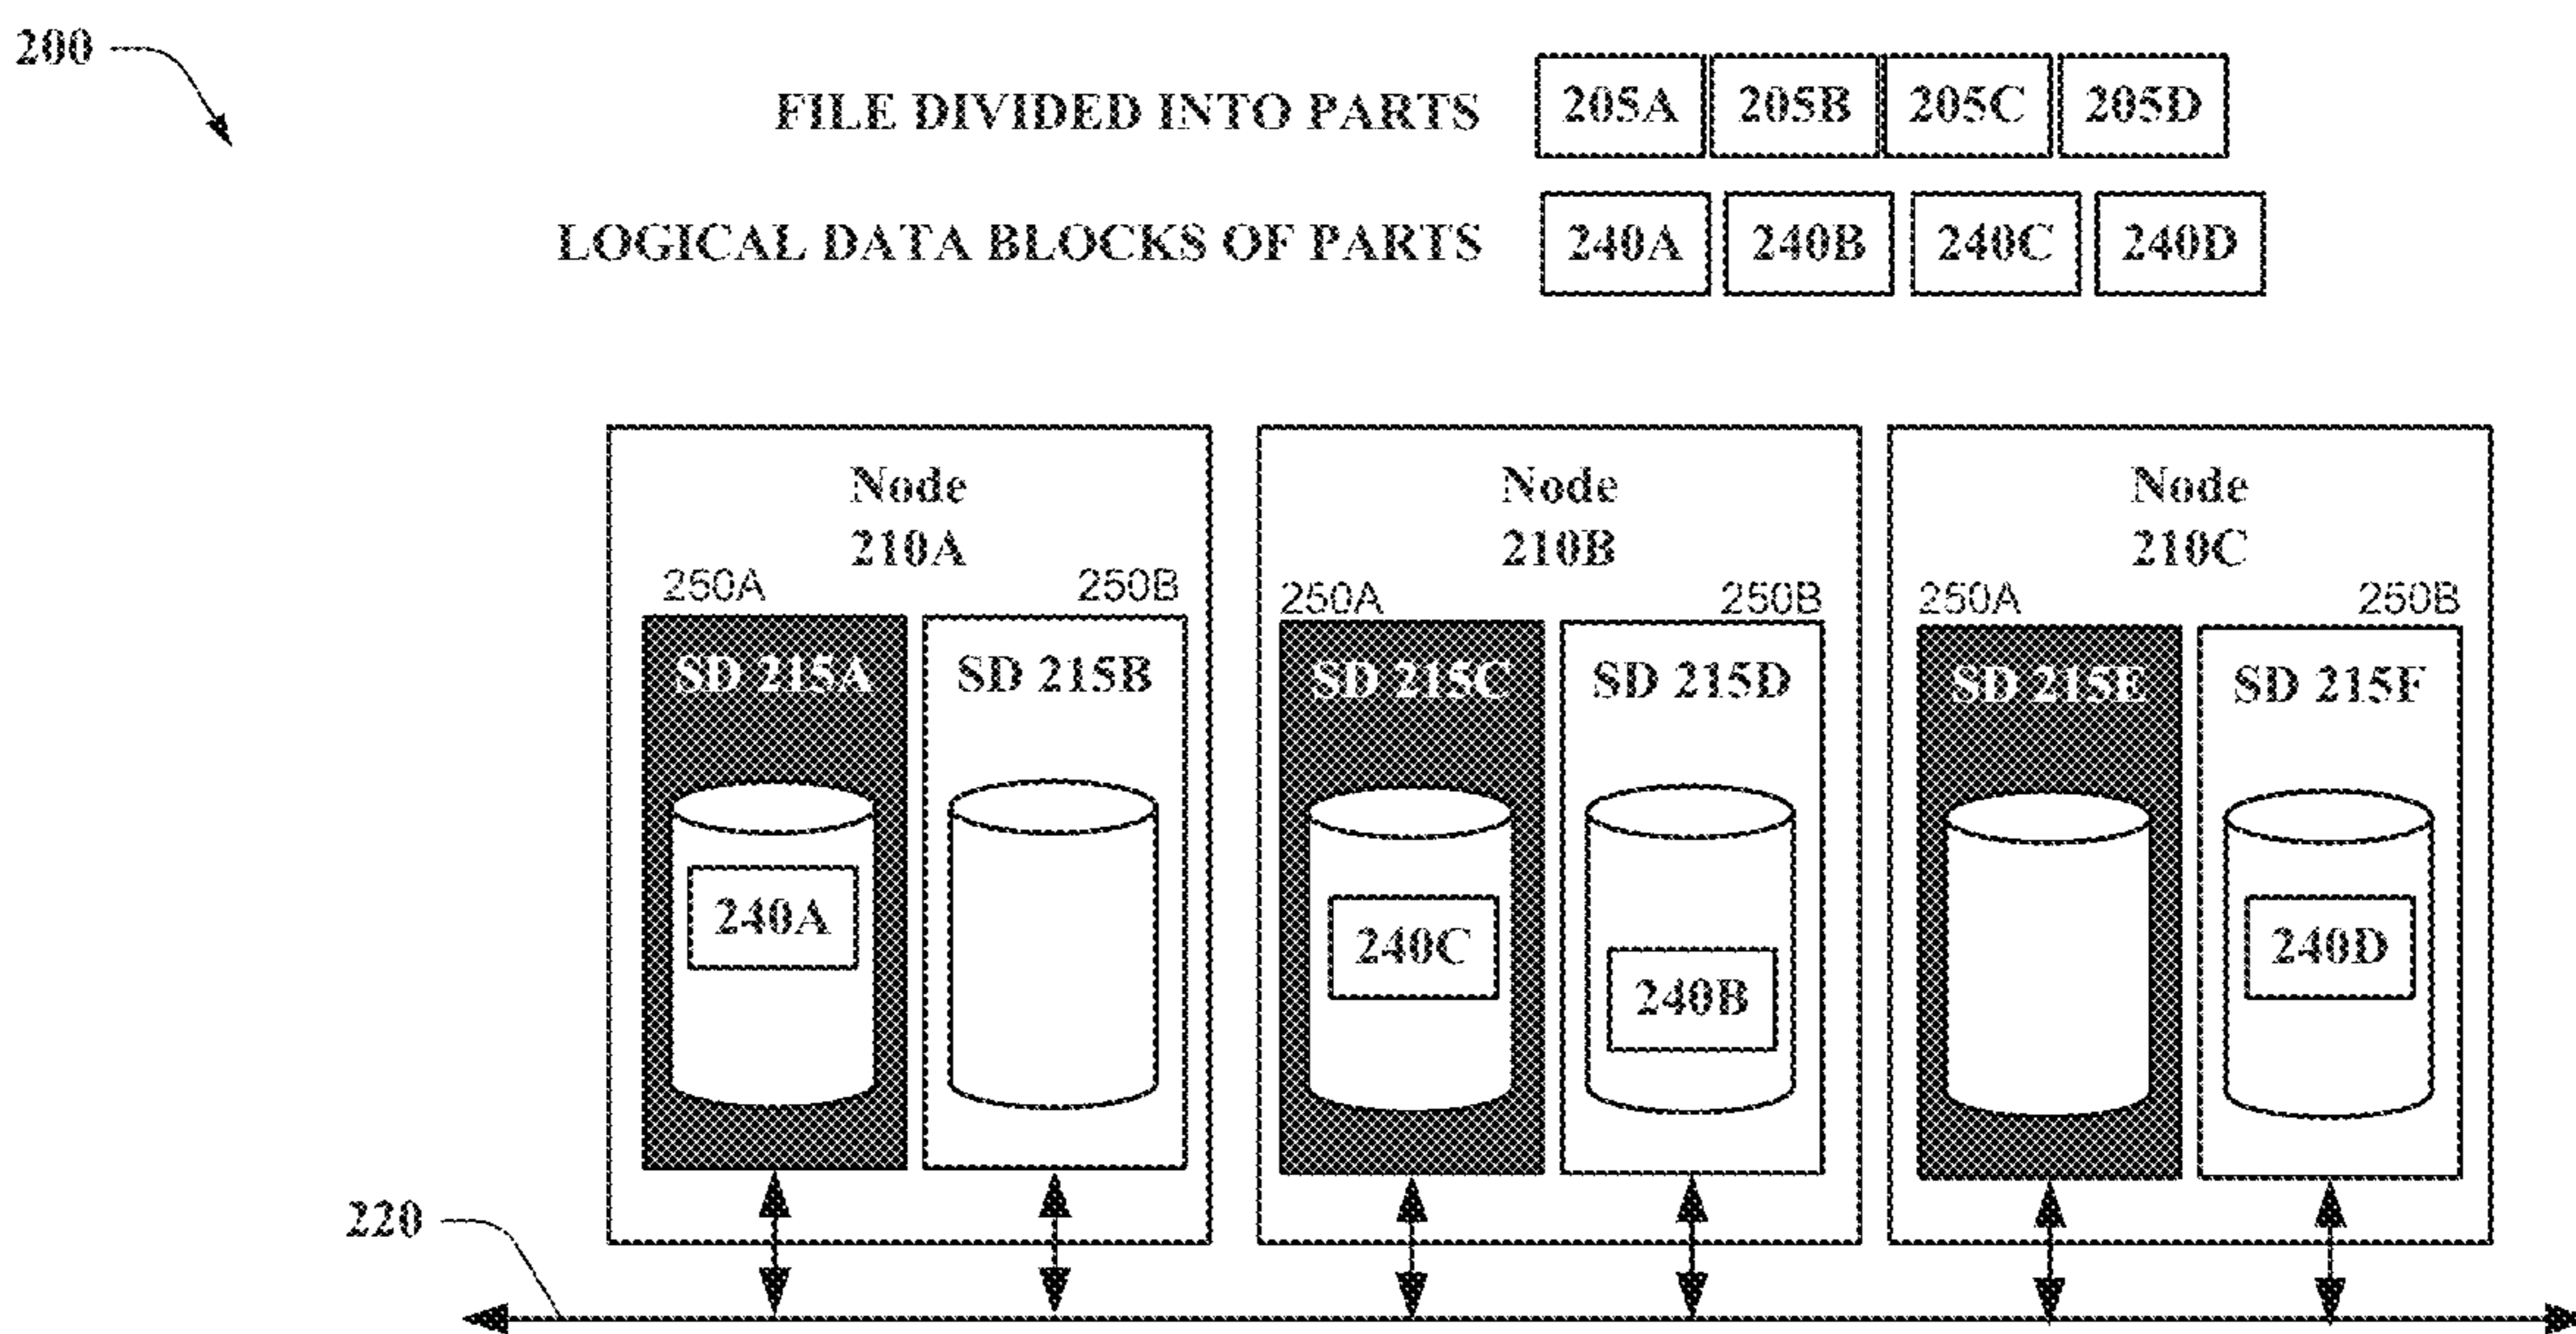 200
FILE DIVIDED INTO PARTS 205A 205B 205C 205D
LOGICAL DATA BLOCKS OF PARTS 240A 240B 240C 240D
Node
210A
250A 250B
SD 215A SD 215B
240A
Node
210B
250A 250B
SD 215C SD 215D
240C
240B
Node
210C
250A 250B
SD 215E SD 215F
240D
220